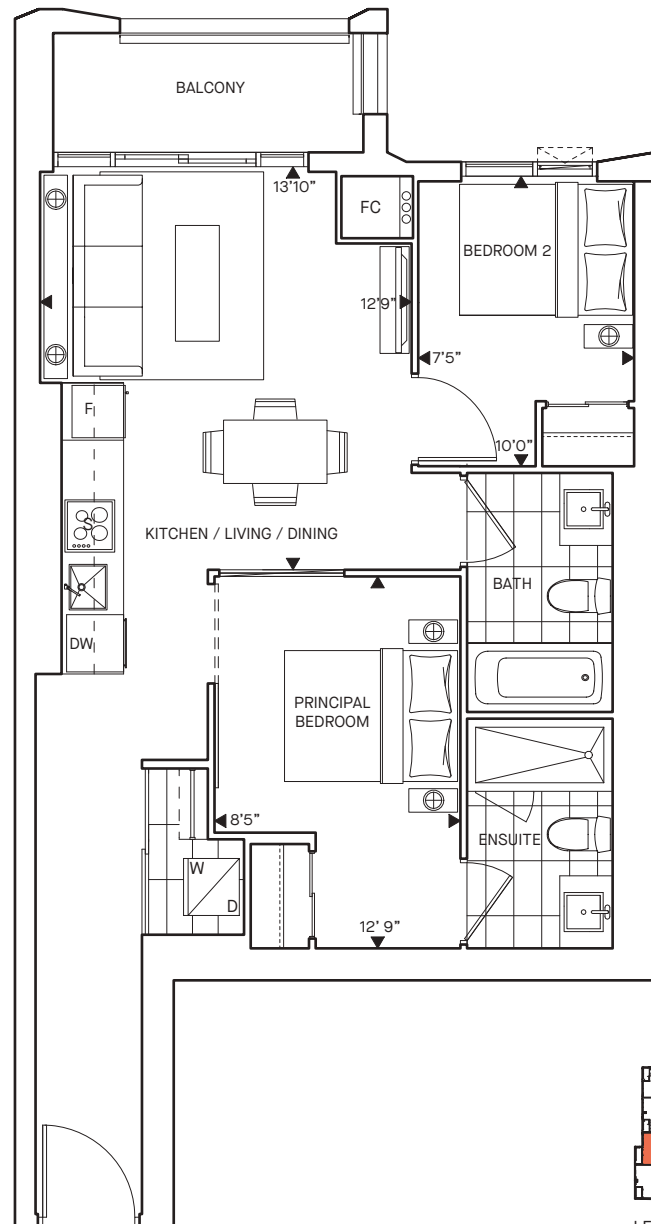 BALCONY
13'10"
FC
BEDROOM 2
12'9"
7'5"
F
10'0"
S
KITCHEN / LIVING / DINING
BATH
DW
PRINCIPAL
BEDROOM
8'5"
ENSUITE
W
D
12' 9"